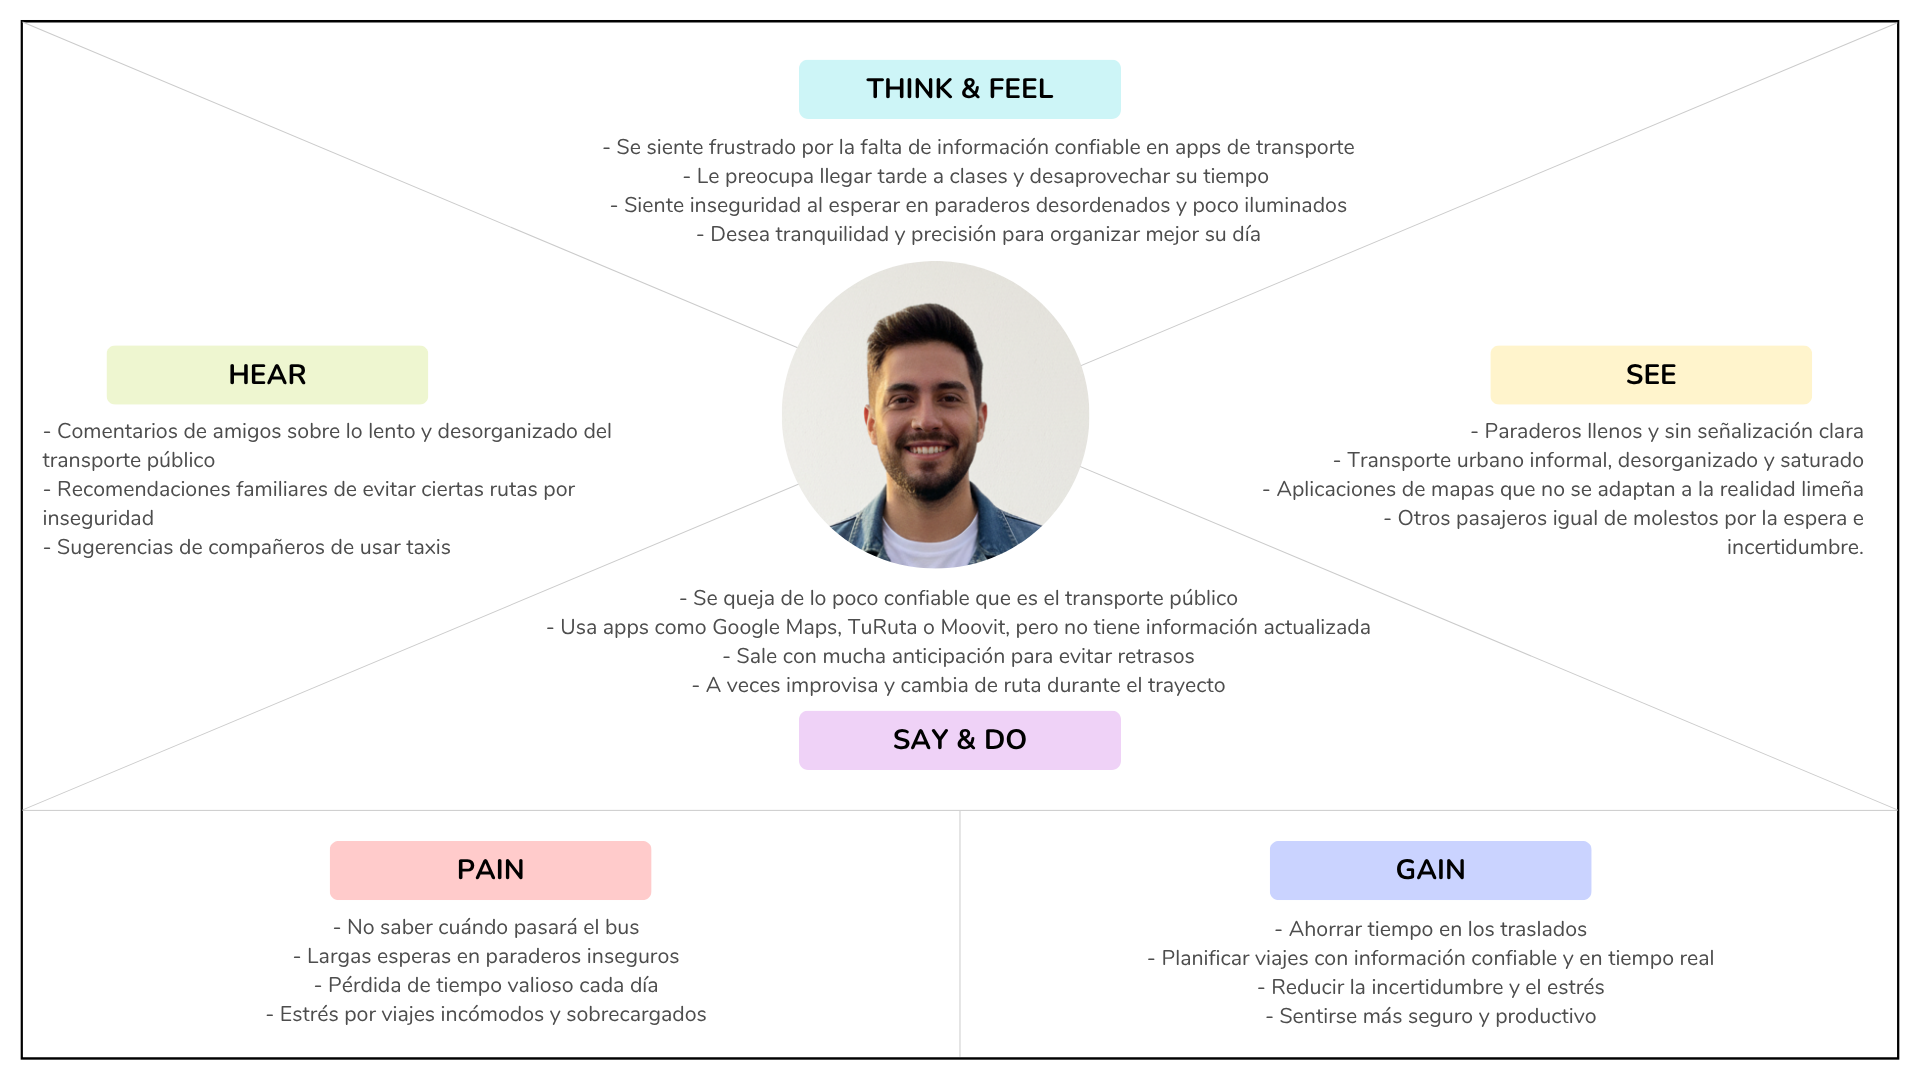 THINK & FEEL
- Se siente frustrado por la falta de información confiable en apps de transporte
- Le preocupa llegar tarde a clases y desaprovechar su tiempo
- Siente inseguridad al esperar en paraderos desordenados y poco iluminados
- Desea tranquilidad y precisión para organizar mejor su día
HEAR
- Comentarios de amigos sobre lo lento y desorganizado del
transporte público
- Recomendaciones familiares de evitar ciertas rutas por
inseguridad
- Sugerencias de compañeros de usar taxis
SEE
- Paraderos llenos y sin señalización clara
- Transporte urbano informal, desorganizado y saturado
- Aplicaciones de mapas que no se adaptan a la realidad limeña
- Otros pasajeros igual de molestos por la espera e
incertidumbre.
- Se queja de lo poco confiable que es el transporte público
- Usa apps como Google Maps, TuRuta o Moovit, pero no tiene información actualizada
- Sale con mucha anticipación para evitar retrasos
- A veces improvisa y cambia de ruta durante el trayecto
SAY & DO
PAIN
- No saber cuándo pasará el bus
- Largas esperas en paraderos inseguros
- Pérdida de tiempo valioso cada día
- Estrés por viajes incómodos y sobrecargados
GAIN
- Ahorrar tiempo en los traslados
- Planificar viajes con información confiable y en tiempo real
- Reducir la incertidumbre y el estrés
- Sentirse más seguro y productivo